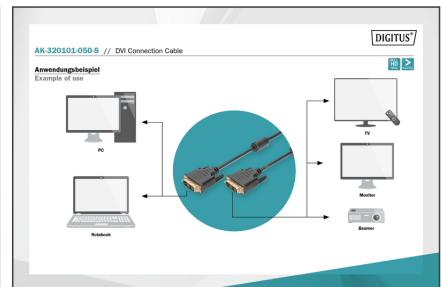 DIGITUS®
AK-320101-050-S // DVI Connection Cable
Anwendungsbeispiel
Example of use
PC
TV
Notebook
Monitor
Beamer